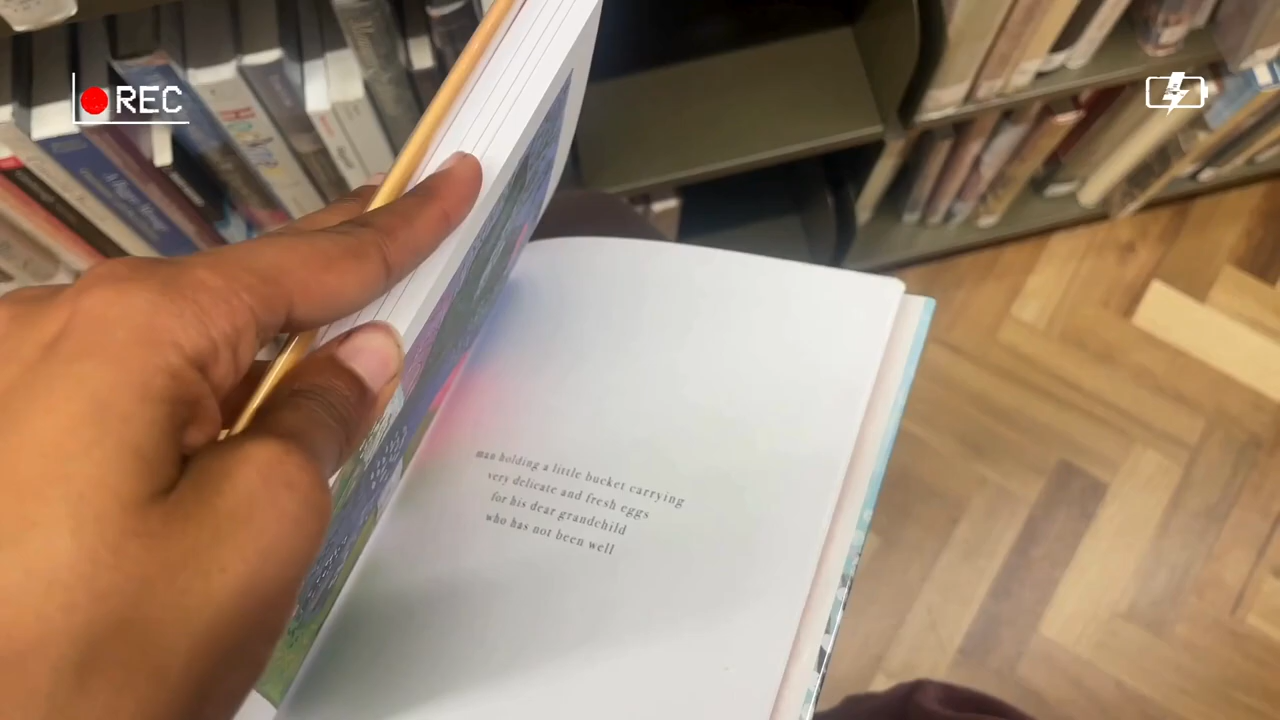 REC
man holding a little bucket carrying
very delicate and fresh eggs
for his dear grandchild
who has not been well